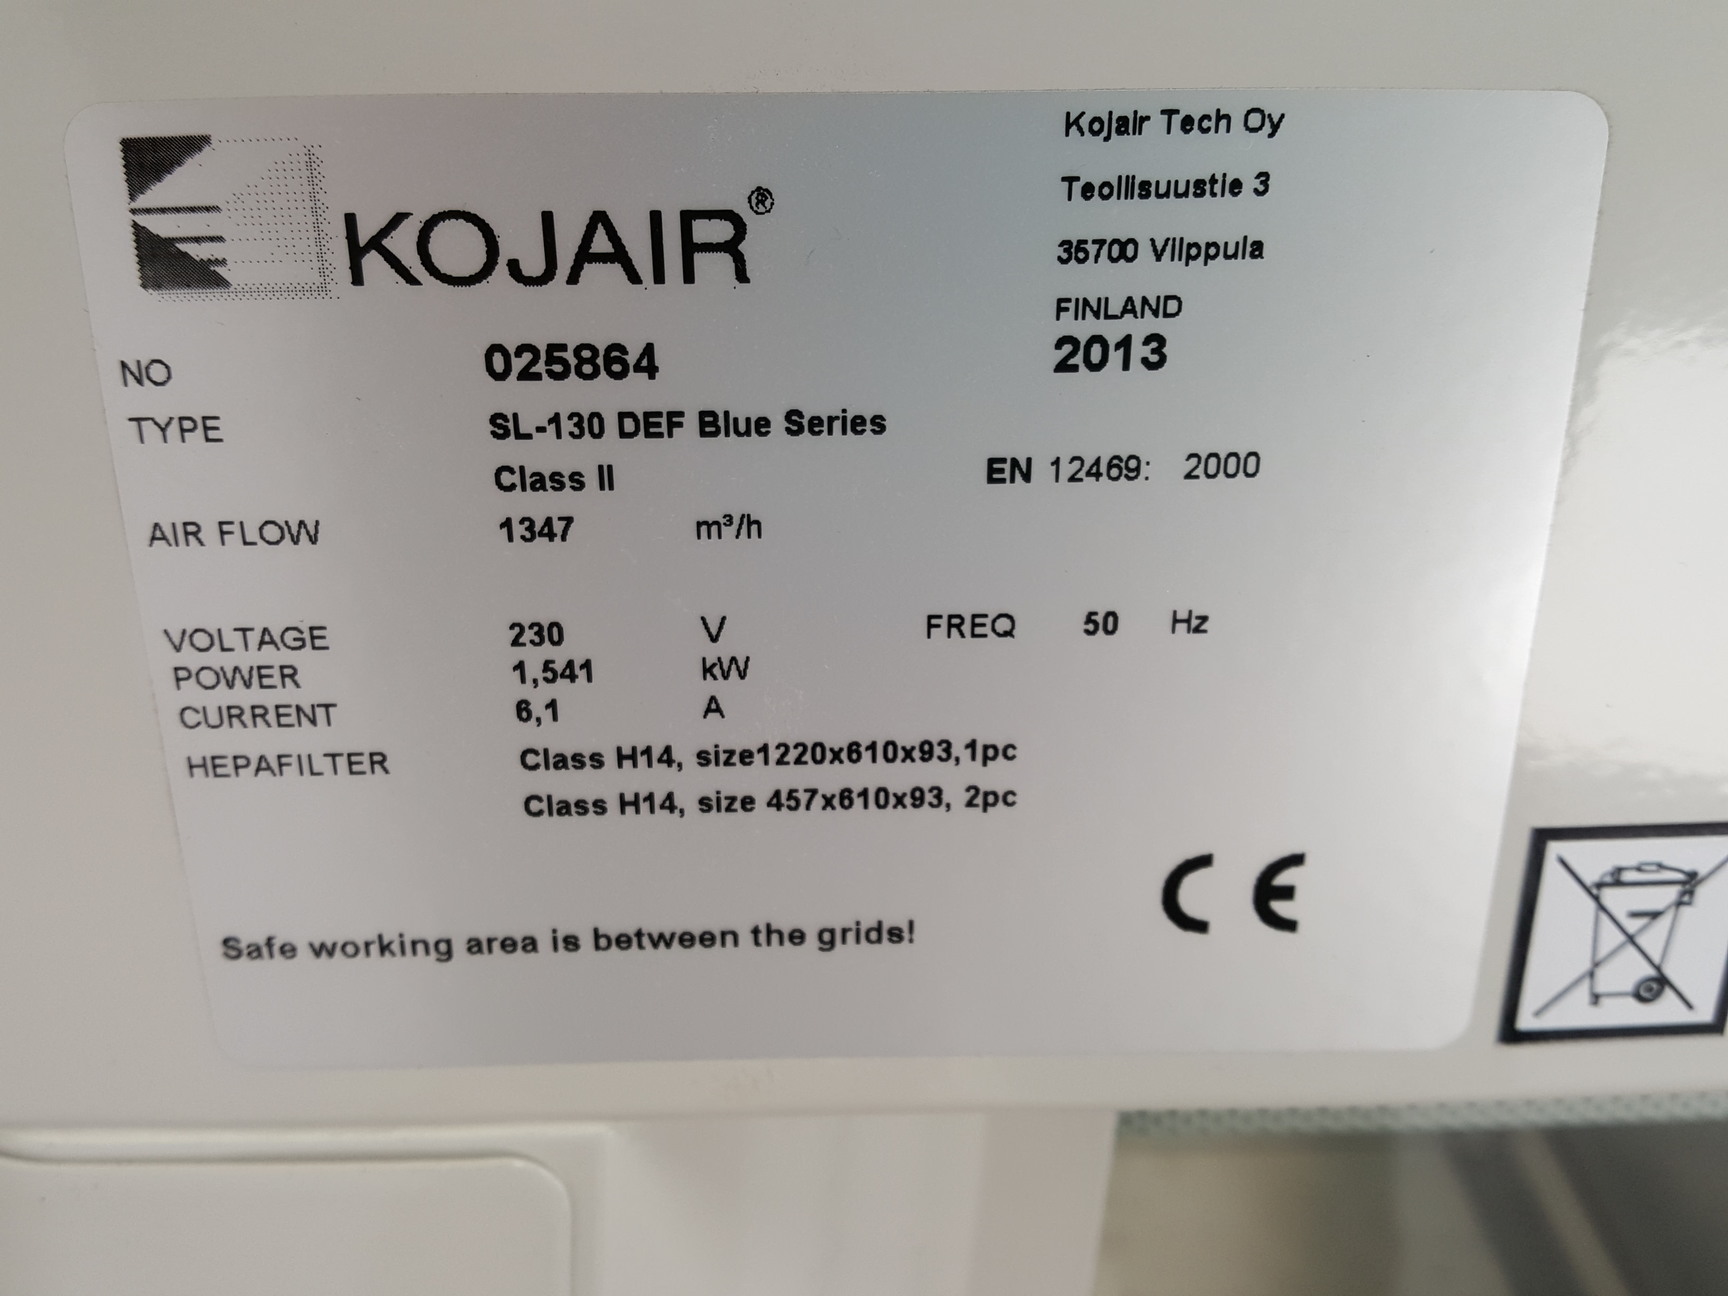 KOJAIR®
Kojair Tech Oy
Teollisuustie 3
35700 Vilppula
FINLAND
NO 025864 2013
TYPE SL-130 DEF Blue Series
Class II EN 12469: 2000
AIR FLOW 1347 m³/h
VOLTAGE 230 V FREQ 50 Hz
POWER 1,541 kW
CURRENT 6,1 A
HEPAFILTER Class H14, size1220x610x93,1pc
Class H14, size 457x610x93, 2pc
CE
Safe working area is between the grids!